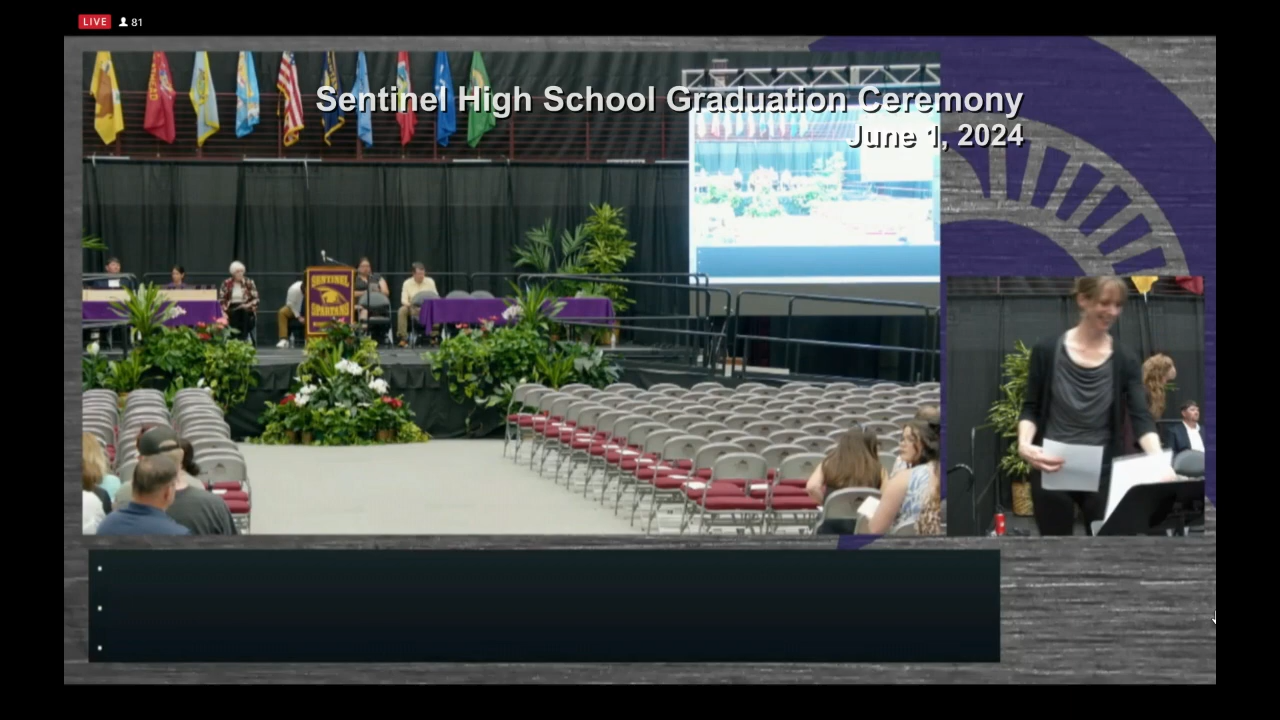 LIVE 81
Sentinel High School Graduation Ceremony
June 1, 2024
SENTINEL
SPARTANS